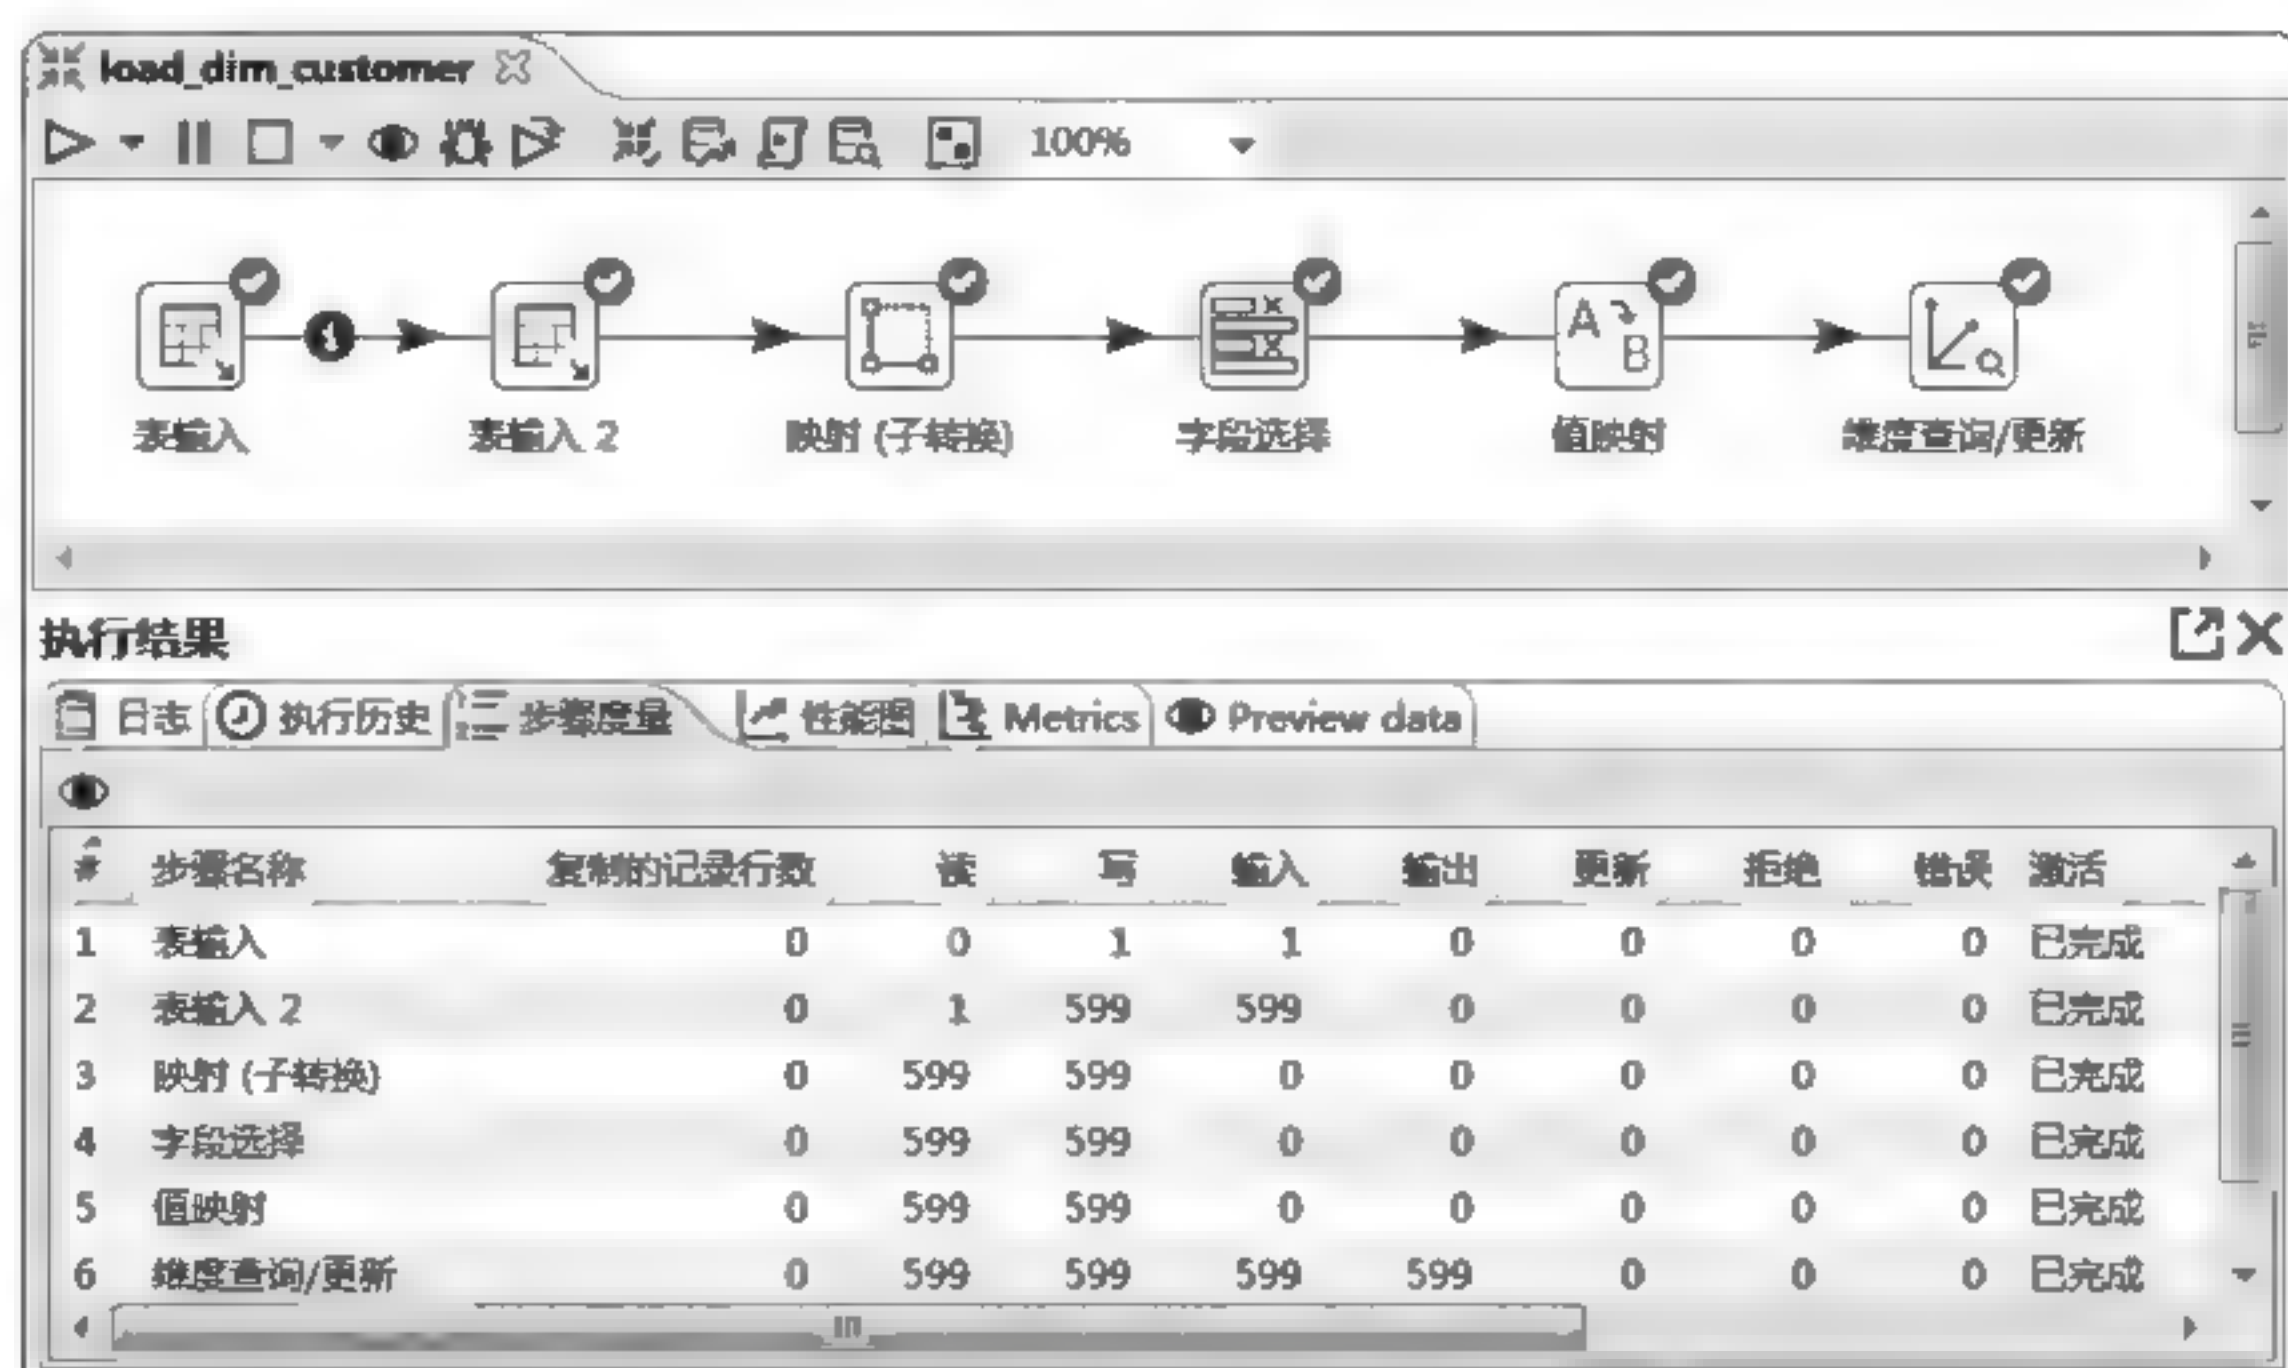 load_dim_customer
100%
表输入 表输入 2 映射 (子转换) 字段选择 值映射 维度查询/更新
执行结果
日志 执行历史 步骤度量 性能图 Metrics Preview data
# 步骤名称 复制的记录行数 读 写 输入 输出 更新 拒绝 错误 激活
1 表输入 0 0 1 1 0 0 0 0 已完成
2 表输入 2 0 1 599 599 0 0 0 0 已完成
3 映射 (子转换) 0 599 599 0 0 0 0 0 已完成
4 字段选择 0 599 599 0 0 0 0 0 已完成
5 值映射 0 599 599 0 0 0 0 0 已完成
6 维度查询/更新 0 599 599 599 599 0 0 0 已完成